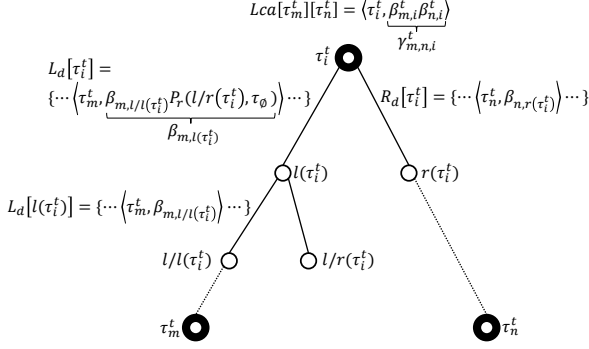 Lca[τ_m^t][τ_n^t] = ⟨τ_i^t, β_{m,i}β_{n,i}⟩
γ_{m,n,i}^t
τ_i^t
L_d[τ_i^t] =
{⋯⟨τ_m^t, β_{m,l/l(τ_i^t)}P_r(l/r(τ_i^t), τ_∅)⟩⋯}
β_{m,l(τ_i^t)}
R_d[τ_i^t] = {⋯⟨τ_n^t, β_{n,r(τ_i^t)}⟩⋯}
l(τ_i^t)
r(τ_i^t)
L_d[l(τ_i^t)] = {⋯⟨τ_m^t, β_{m,l/l(τ_i^t)}⟩⋯}
l/l(τ_i^t)
l/r(τ_i^t)
τ_m^t
τ_n^t